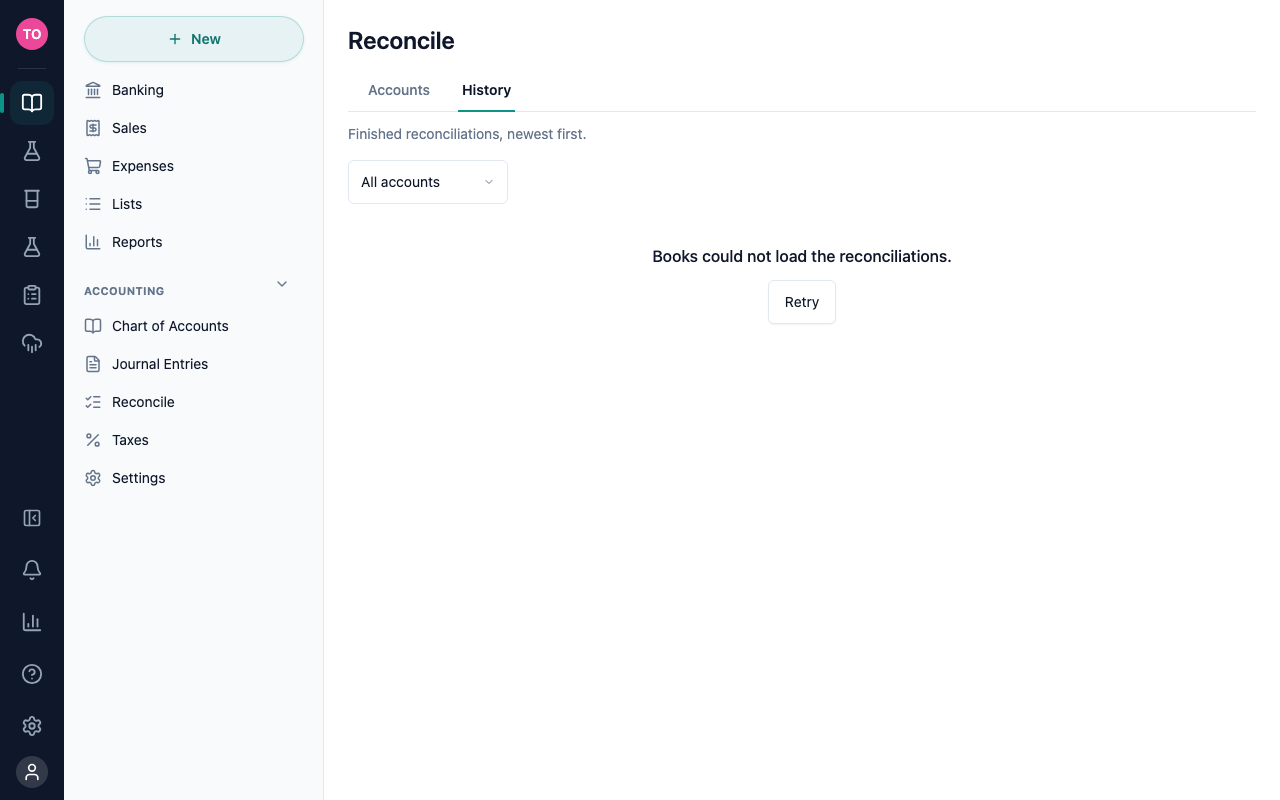 TO
New
Banking
Sales
Expenses
Lists
Reports
ACCOUNTING
Chart of Accounts
Journal Entries
Reconcile
Taxes
Settings
Reconcile
Accounts
History
Finished reconciliations, newest first.
All accounts
Books could not load the reconciliations.
Retry